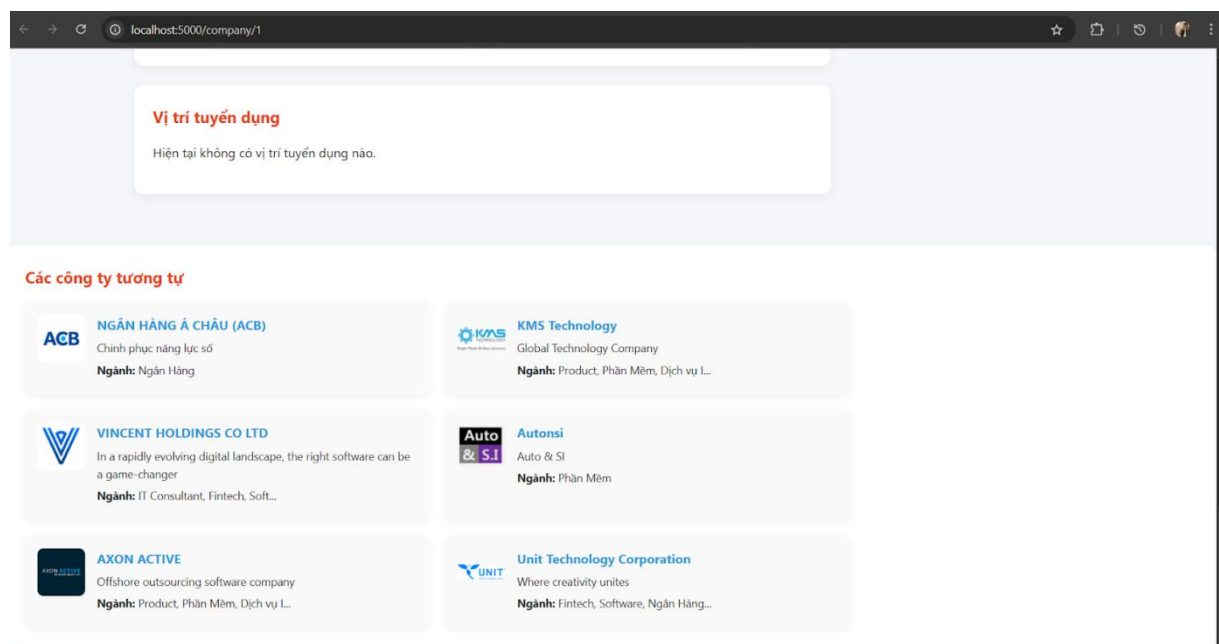 localhost:5000/company/1
Vị trí tuyển dụng
Hiện tại không có vị trí tuyển dụng nào.
Các công ty tương tự
ACB
NGÂN HÀNG Á CHÂU (ACB)
Chinh phục năng lực số
Ngành: Ngân Hàng
KMS
TECHNOLOGY
KMS Technology
Global Technology Company
Ngành: Product, Phần Mềm, Dịch vụ I...
VINCENT HOLDINGS CO LTD
In a rapidly evolving digital landscape, the right software can be
a game-changer
Ngành: IT Consultant, Fintech, Soft...
Auto
& S.I
Autonsi
Auto & SI
Ngành: Phần Mềm
AXON ACTIVE
AXON ACTIVE
Offshore outsourcing software company
Ngành: Product, Phần Mềm, Dịch vụ I...
UNIT
Unit Technology Corporation
Where creativity unites
Ngành: Fintech, Software, Ngân Hàng...